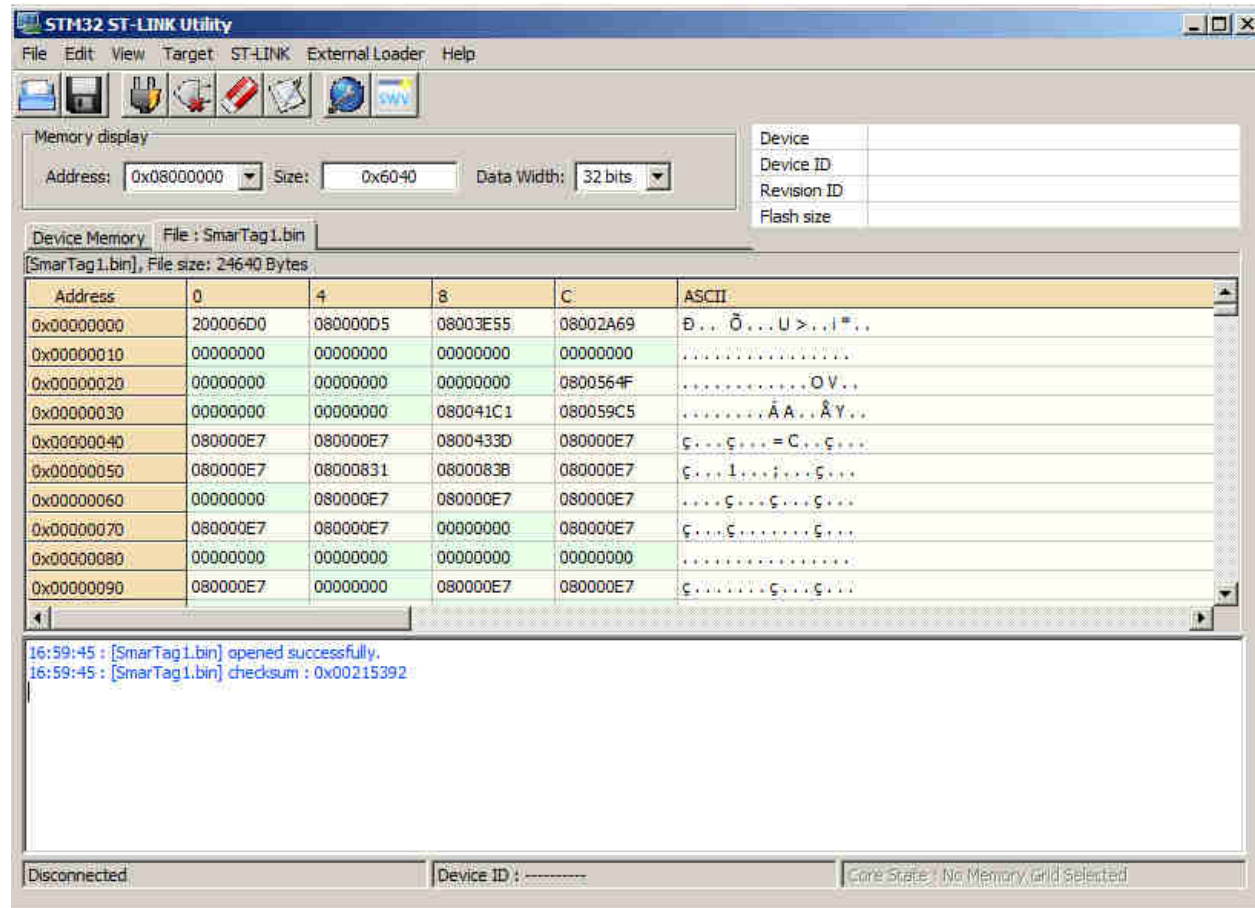 STM32 ST-LINK Utility
File Edit View Target ST-LINK External Loader Help
SWV
Memory display
Address: 0x08000000 Size: 0x6040 Data Width: 32 bits
Device
Device ID
Revision ID
Flash size
Device Memory File : SmarTag1.bin
[SmarTag1.bin], File size: 24640 Bytes
Address 0 4 8 C ASCII
0x00000000 200006D0 080000D5 08003E55 08002A69 Ð . . Õ . . . U > . . i * . .
0x00000010 00000000 00000000 00000000 00000000 . . . . . . . . . . . . . . . .
0x00000020 00000000 00000000 00000000 0800564F . . . . . . . . . . . . O V . .
0x00000030 00000000 00000000 080041C1 080059C5 . . . . . . . . Á A . . Å Y . .
0x00000040 080000E7 080000E7 0800433D 080000E7 ç . . . ç . . . = C . . ç . . .
0x00000050 080000E7 08000831 0800083B 080000E7 ç . . . 1 . . . ; . . . ç . . .
0x00000060 00000000 080000E7 080000E7 080000E7 . . . . ç . . . ç . . . ç . . .
0x00000070 080000E7 080000E7 00000000 080000E7 ç . . . ç . . . . . . . ç . . .
0x00000080 00000000 00000000 00000000 00000000 . . . . . . . . . . . . . . . .
0x00000090 080000E7 00000000 080000E7 080000E7 ç . . . . . . . ç . . . ç . . .
16:59:45 : [SmarTag1.bin] opened successfully.
16:59:45 : [SmarTag1.bin] checksum : 0x00215392
Disconnected Device ID : ---------- Core State : No Memory Grid Selected